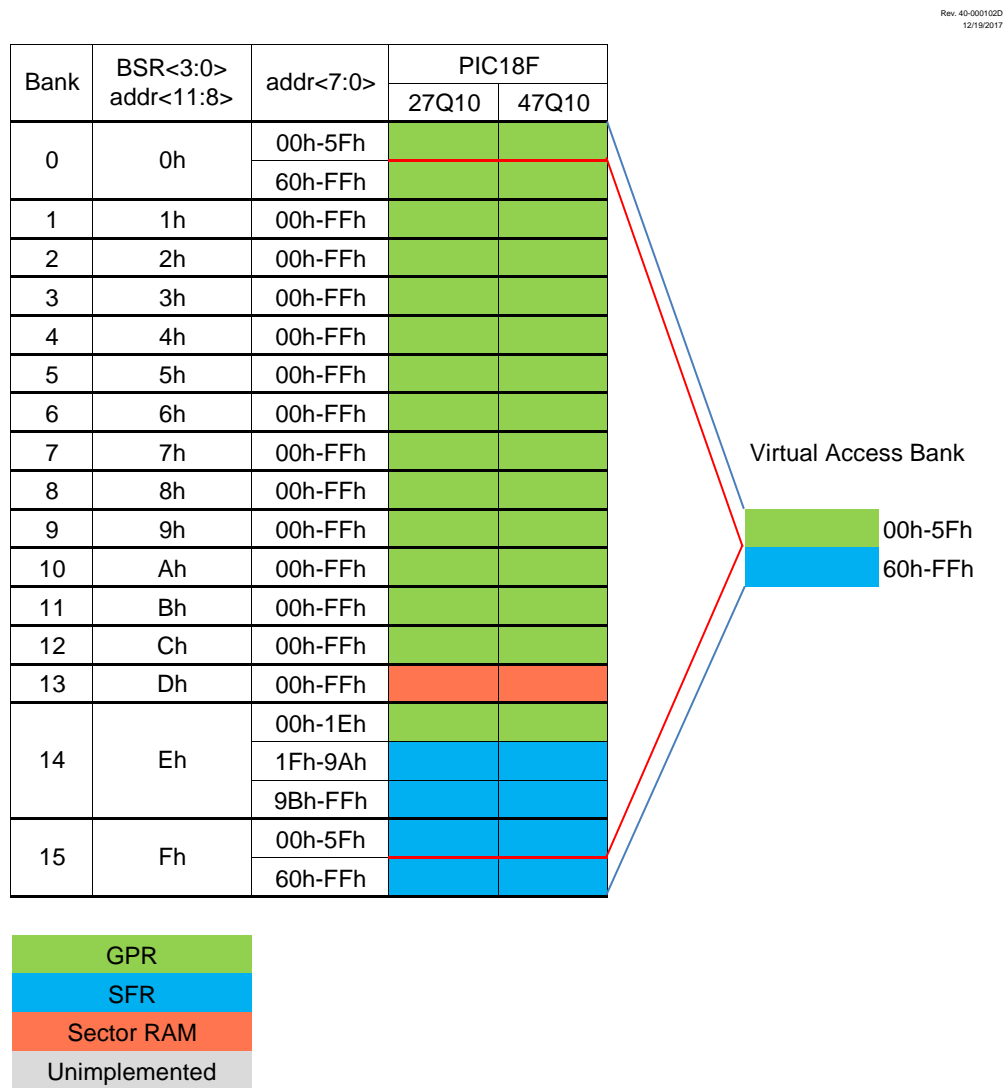 Rev. 40-000102D
12/19/2017
Bank BSR<3:0> addr<11:8> addr<7:0> PIC18F
27Q10 47Q10
0 0h 00h-5Fh
60h-FFh
1 1h 00h-FFh
2 2h 00h-FFh
3 3h 00h-FFh
4 4h 00h-FFh
5 5h 00h-FFh
6 6h 00h-FFh
7 7h 00h-FFh
8 8h 00h-FFh
9 9h 00h-FFh
10 Ah 00h-FFh
11 Bh 00h-FFh
12 Ch 00h-FFh
13 Dh 00h-FFh
14 Eh 00h-1Eh
1Fh-9Ah
9Bh-FFh
15 Fh 00h-5Fh
60h-FFh
Virtual Access Bank
00h-5Fh
60h-FFh
GPR
SFR
Sector RAM
Unimplemented